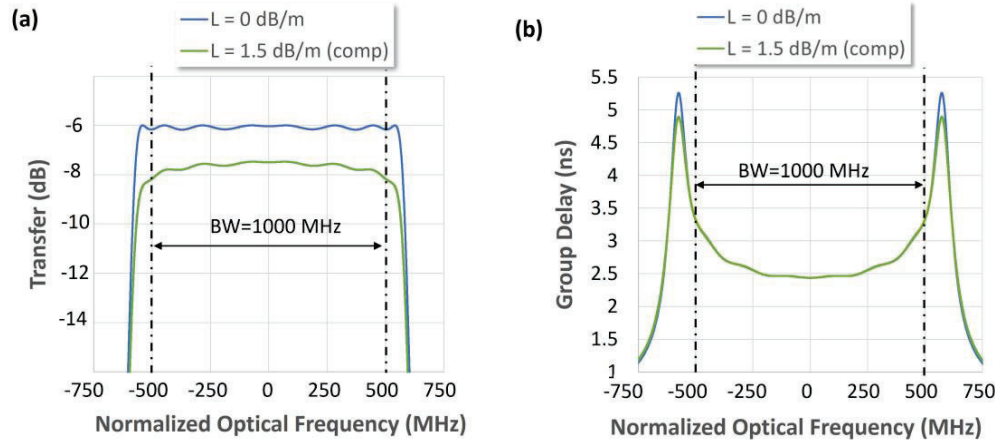 (a)
L = 0 dB/m
L = 1.5 dB/m (comp)
-6
-8
-10
-12
-14
Transfer (dB)
BW=1000 MHz
-750 -500 -250 0 250 500 750
Normalized Optical Frequency (MHz)
(b)
L = 0 dB/m
L = 1.5 dB/m (comp)
5.5
5
4.5
4
3.5
3
2.5
2
1.5
1
Group Delay (ns)
BW=1000 MHz
-750 -500 -250 0 250 500 750
Normalized Optical Frequency (MHz)